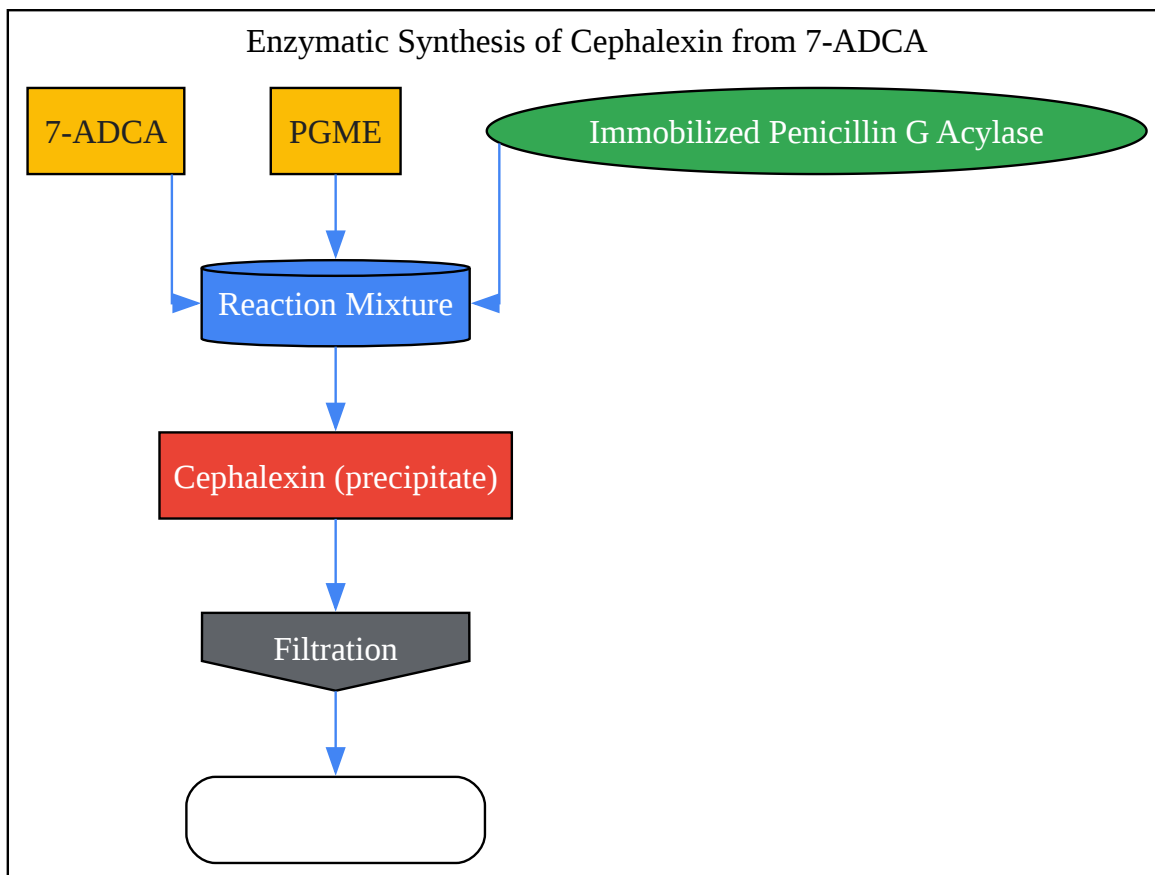 Enzymatic Synthesis of Cephalexin from 7-ADCA
7-ADCA
PGME
Immobilized Penicillin G Acylase
Reaction Mixture
Cephalexin (precipitate)
Filtration